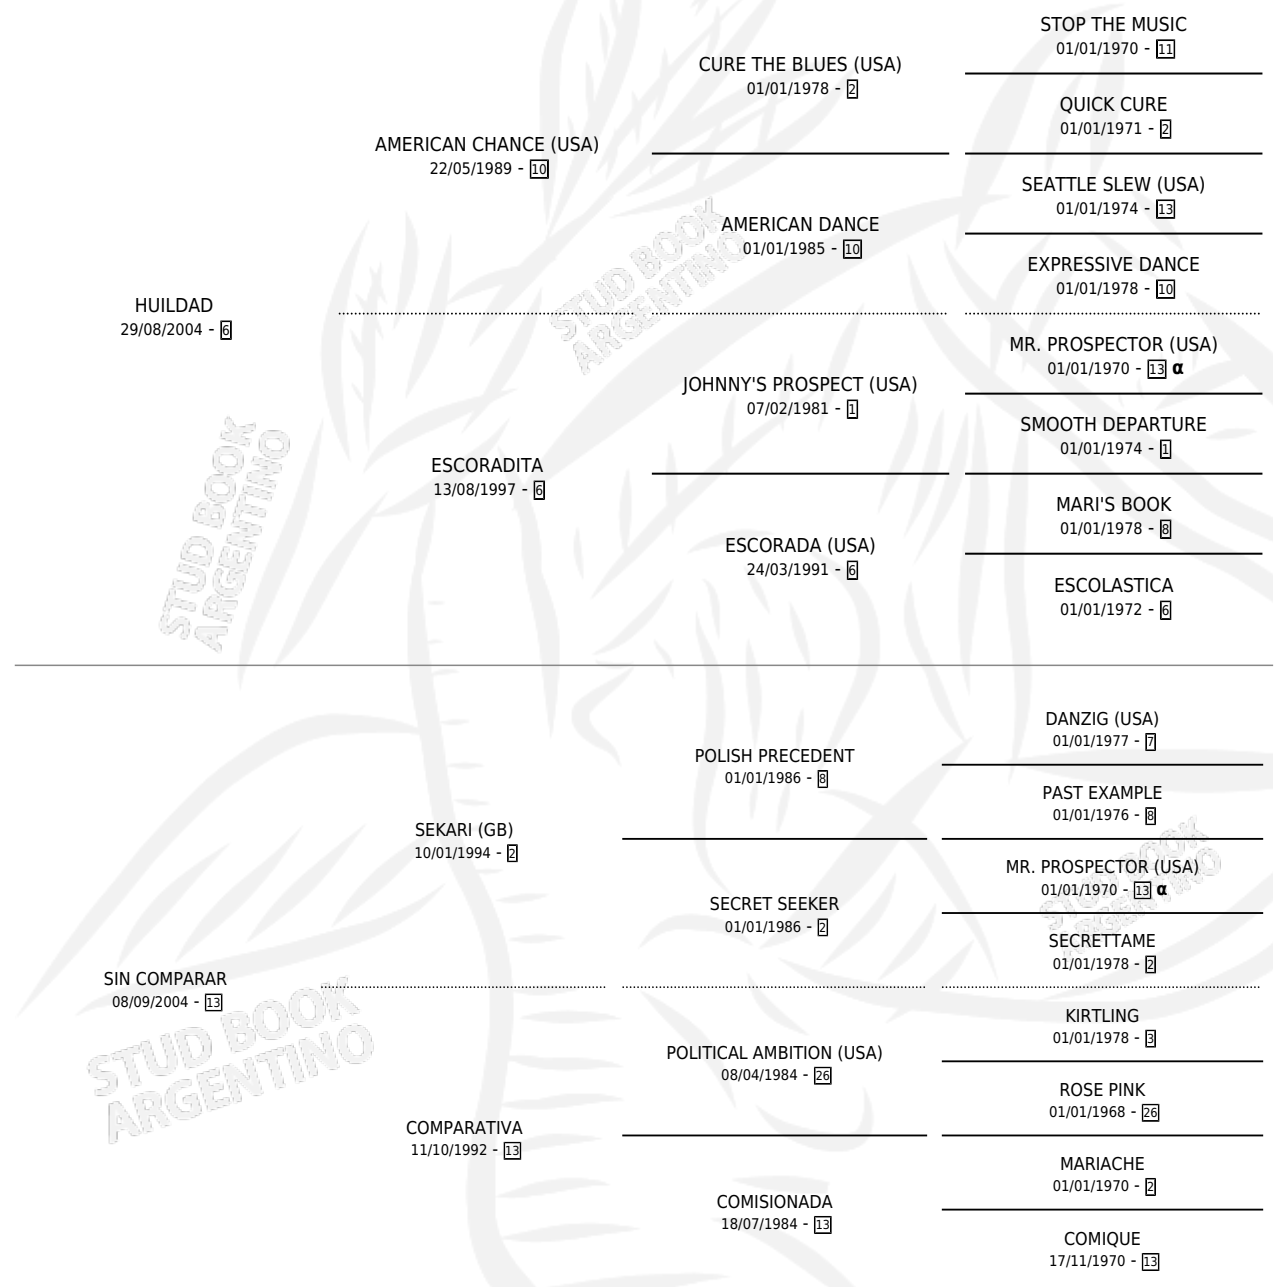 STOP THE MUSIC
01/01/1970 - 11
CURE THE BLUES (USA)
01/01/1978 - 2
QUICK CURE
01/01/1971 - 2
AMERICAN CHANCE (USA)
22/05/1989 - 10
SEATTLE SLEW (USA)
01/01/1974 - 13
AMERICAN DANCE
01/01/1985 - 10
EXPRESSIVE DANCE
01/01/1978 - 10
HUILDAD
29/08/2004 - 6
MR. PROSPECTOR (USA)
01/01/1970 - 13 α
JOHNNY'S PROSPECT (USA)
07/02/1981 - 1
SMOOTH DEPARTURE
01/01/1974 - 1
ESCORADITA
13/08/1997 - 6
MARI'S BOOK
01/01/1978 - 8
ESCORADA (USA)
24/03/1991 - 6
ESCOLASTICA
01/01/1972 - 6
STUD BOOK
ARGENTINO
STUD BOOK
ARGENTINO
DANZIG (USA)
01/01/1977 - 7
POLISH PRECEDENT
01/01/1986 - 8
PAST EXAMPLE
01/01/1976 - 8
SEKARI (GB)
10/01/1994 - 2
MR. PROSPECTOR (USA)
01/01/1970 - 13 α
SECRET SEEKER
01/01/1986 - 2
SECRETTAME
01/01/1978 - 2
SIN COMPARAR
08/09/2004 - 13
KIRTLING
01/01/1978 - 3
POLITICAL AMBITION (USA)
08/04/1984 - 26
ROSE PINK
01/01/1968 - 26
COMPARATIVA
11/10/1992 - 13
MARIACHE
01/01/1970 - 2
COMISIONADA
18/07/1984 - 13
COMIQUE
17/11/1970 - 13
STUD BOOK
ARGENTINO
STUD BOOK
ARGENTINO